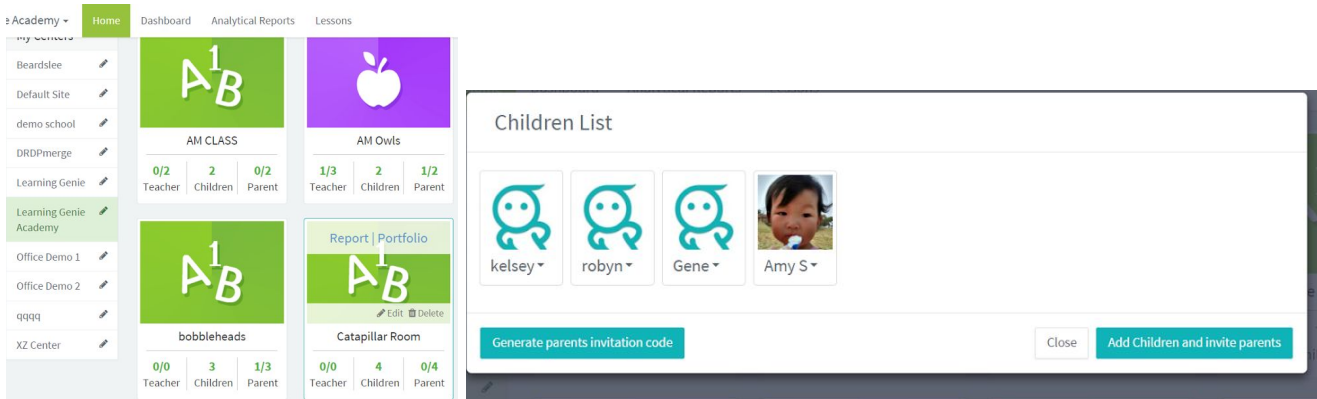 e Academy
Home
Dashboard
Analytical Reports
Lessons
My Centers
Beardslee
Default Site
demo school
DRDPmerge
Learning Genie
Learning Genie
Academy
Office Demo 1
Office Demo 2
qqqq
XZ Center
A1B
AM CLASS
0/2 2 0/2
Teacher Children Parent
AM Owls
1/3 2 1/2
Teacher Children Parent
A1B
bobbleheads
0/0 3 1/3
Teacher Children Parent
Report | Portfolio
A1B
Edit Delete
Catapillar Room
0/0 4 0/4
Teacher Children Parent
Children List
kelsey
robyn
Gene
Amy S
Generate parents invitation code
Close
Add Children and invite parents